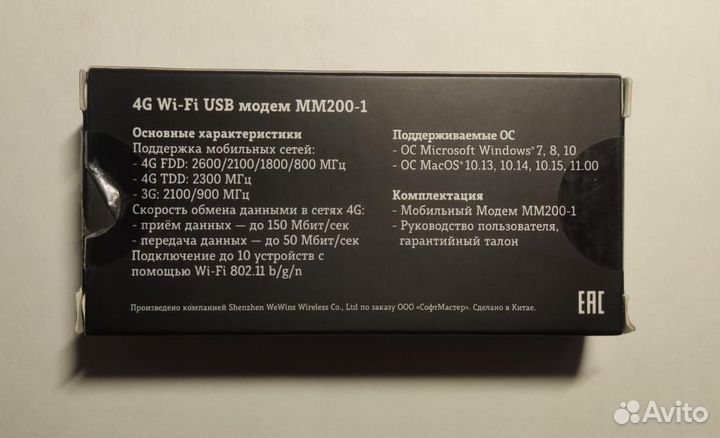 4G Wi-Fi USB модем MM200-1
Основные характеристики
Поддержка мобильных сетей:
- 4G FDD: 2600/2100/1800/800 МГц
- 4G TDD: 2300 МГц
- 3G: 2100/900 МГц
Скорость обмена данными в сетях 4G:
- приём данных — до 150 Мбит/сек
- передача данных — до 50 Мбит/сек
Подключение до 10 устройств с
помощью Wi-Fi 802.11 b/g/n
Поддерживаемые ОС
- ОС Microsoft Windows® 7, 8, 10
- ОС MacOS® 10.13, 10.14, 10.15, 11.00
Комплектация
- Мобильный Модем MM200-1
- Руководство пользователя,
гарантийный талон
Произведено компанией Shenzhen WeWins Wireless Co., Ltd по заказу ООО «СофтМастер». Сделано в Китае.
EAC
Avito